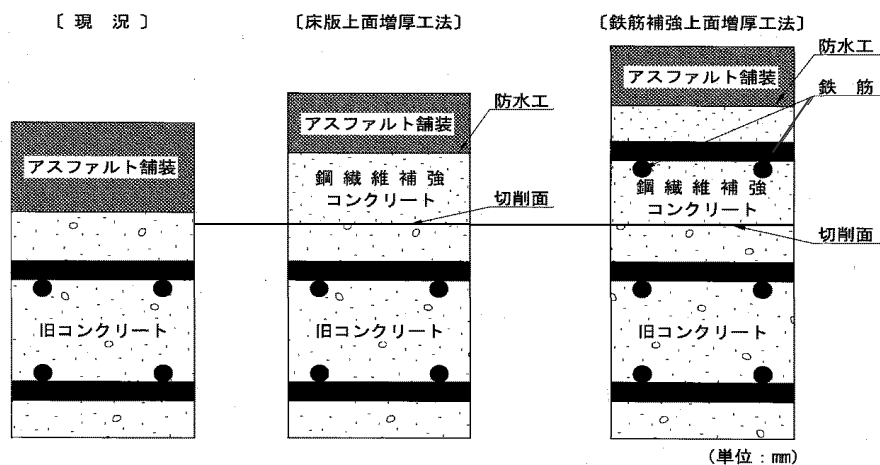 〔 現 況 〕
アスファルト舗装
旧コンクリート
〔床版上面増厚工法〕
防水工
アスファルト舗装
鋼 繊 維 補 強
コンクリート
切削面
旧コンクリート
〔鉄筋補強上面増厚工法〕
防水工
アスファルト舗装
鉄 筋
鋼 繊 維 補 強
コンクリート
切削面
旧コンクリート
(単位：㎜)